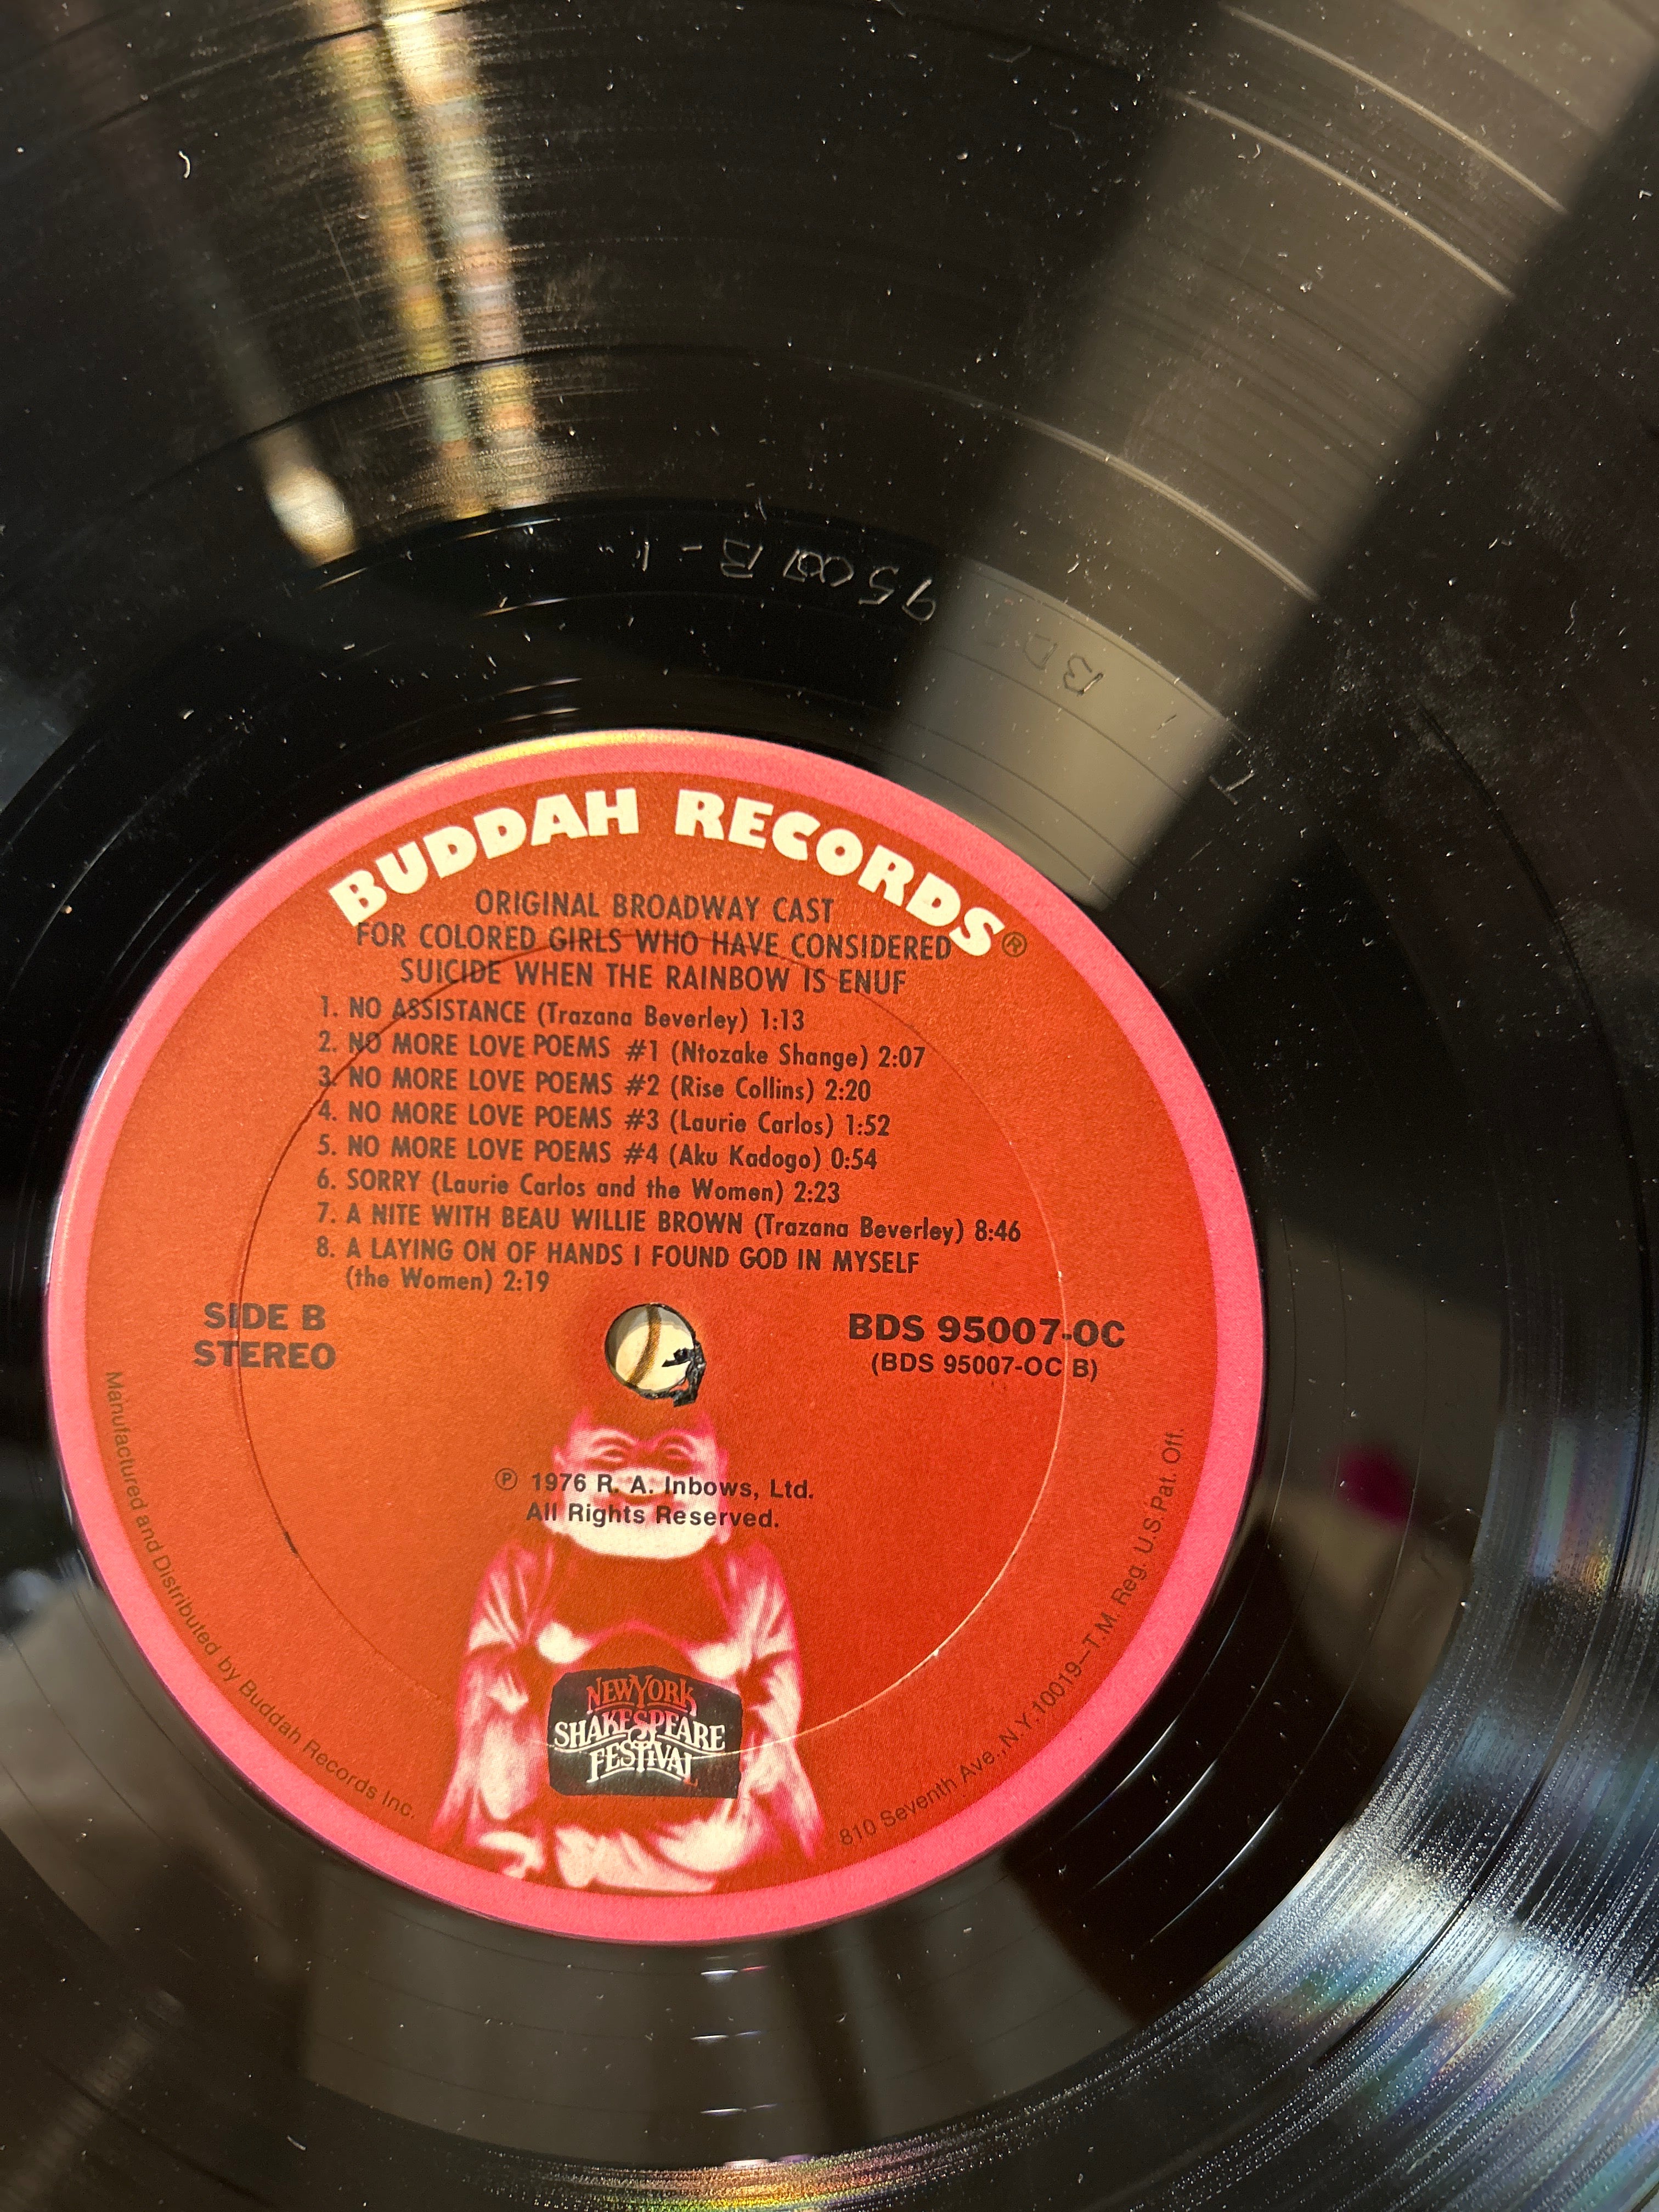 BUDDAH RECORDS®
ORIGINAL BROADWAY CAST
FOR COLORED GIRLS WHO HAVE CONSIDERED
SUICIDE WHEN THE RAINBOW IS ENUF
1. NO ASSISTANCE (Trazana Beverley) 1:13
2. NO MORE LOVE POEMS #1 (Ntozake Shange) 2:07
3. NO MORE LOVE POEMS #2 (Rise Collins) 2:20
4. NO MORE LOVE POEMS #3 (Laurie Carlos) 1:52
5. NO MORE LOVE POEMS #4 (Aku Kadogo) 0:54
6. SORRY (Laurie Carlos and the Women) 2:23
7. A NITE WITH BEAU WILLIE BROWN (Trazana Beverley) 8:46
8. A LAYING ON OF HANDS I FOUND GOD IN MYSELF
(the Women) 2:19
SIDE B
STEREO
BDS 95007-OC
(BDS 95007-OC B)
℗ 1976 R. A. Inbows, Ltd.
All Rights Reserved.
NEW YORK
SHAKESPEARE
FESTIVAL
Manufactured and Distributed by Buddah Records Inc.
810 Seventh Ave., N.Y. 10019–T.M. Reg. U.S. Pat. Off.